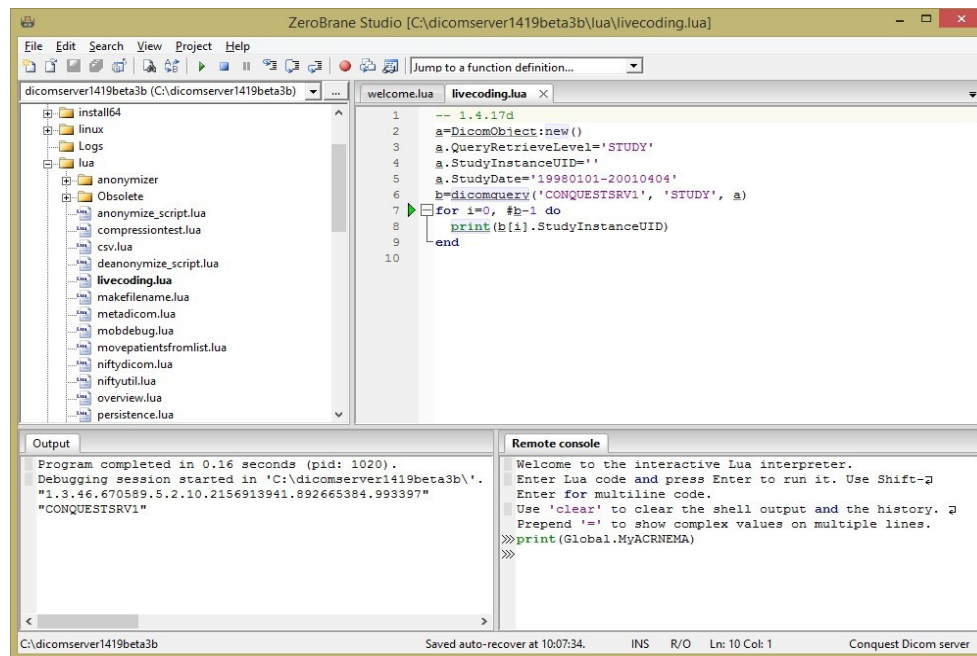 ZeroBrane Studio [C:\dicomserver1419beta3b\lua\livecoding.lua]
File Edit Search View Project Help
Jump to a function definition...
dicomserver1419beta3b (C:\dicomserver1419beta3b)
...
install64
linux
Logs
lua
anonymizer
Obsolete
anonymize_script.lua
compressiontest.lua
csv.lua
deanonymize_script.lua
livecoding.lua
makefilename.lua
metadicom.lua
mobdebug.lua
movepatientsfromlist.lua
niftydicom.lua
niftyutil.lua
overview.lua
persistence.lua
welcome.lua livecoding.lua
1 -- 1.4.17d
2 a=DicomObject:new()
3 a.QueryRetrieveLevel='STUDY'
4 a.StudyInstanceUID=''
5 a.StudyDate='19980101-20010404'
6 b=dicomquery('CONQUESTSRV1', 'STUDY', a)
7 for i=0, #b-1 do
8 print(b[i].StudyInstanceUID)
9 end
10
Output
Program completed in 0.16 seconds (pid: 1020).
Debugging session started in 'C:\dicomserver1419beta3b\'.
"1.3.46.670589.5.2.10.2156913941.892665384.993397"
"CONQUESTSRV1"
Remote console
Welcome to the interactive Lua interpreter.
Enter Lua code and press Enter to run it. Use Shift-
Enter for multiline code.
Use 'clear' to clear the shell output and the history.
Prepend '=' to show complex values on multiple lines.
print(Global.MyACRNEMA)
C:\dicomserver1419beta3b Saved auto-recover at 10:07:34. INS R/O Ln: 10 Col: 1 Conquest Dicom server